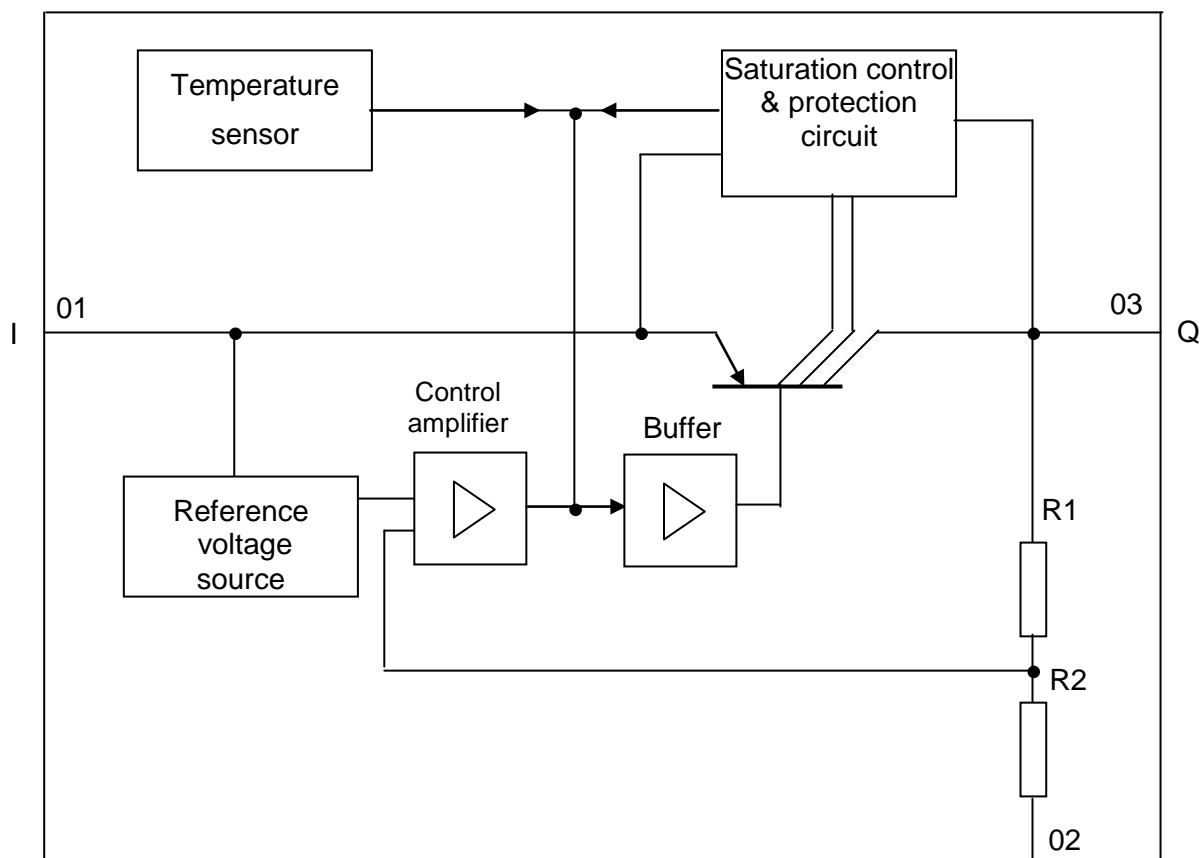 Temperature
sensor
Saturation control
& protection
circuit
01
03
I
Q
Control
amplifier
Buffer
Reference
voltage
source
R1
R2
02